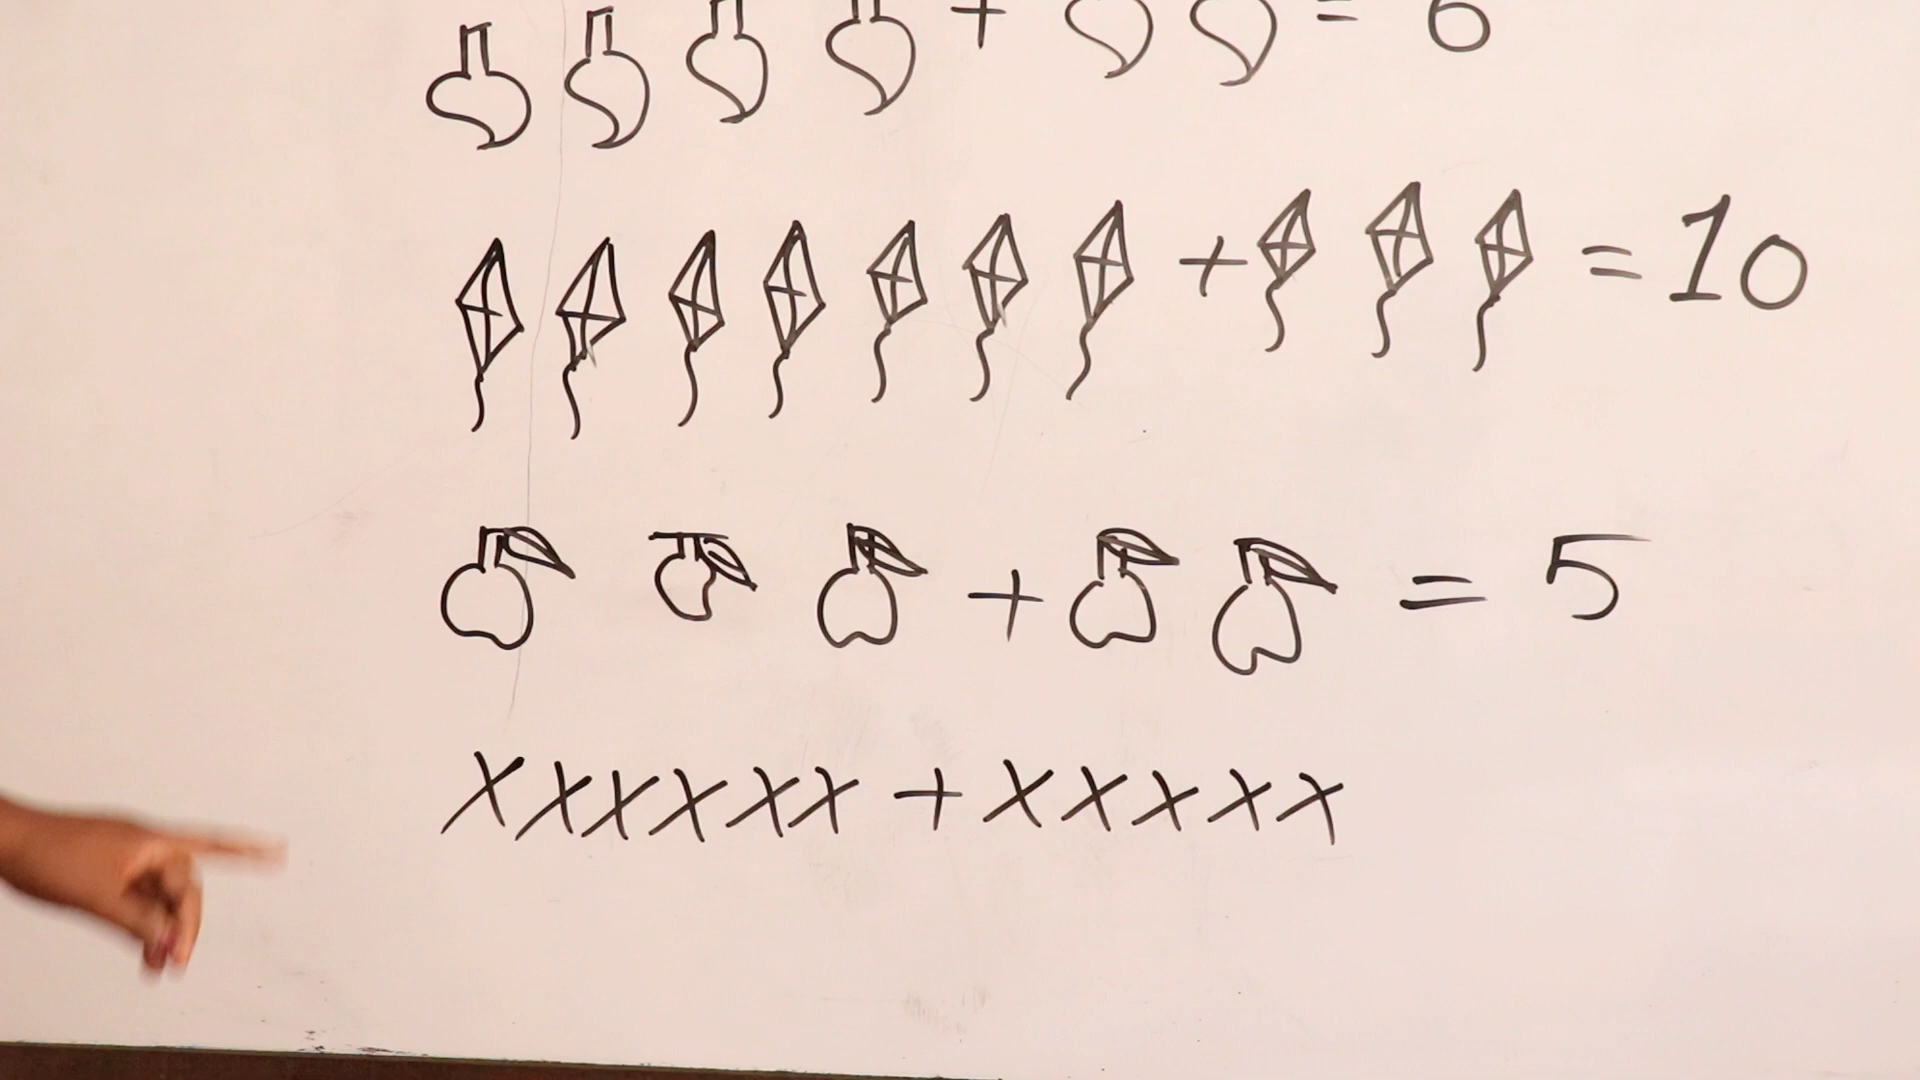 + = 6
+ = 10
+ = 5
xxxxxx + xxxxx